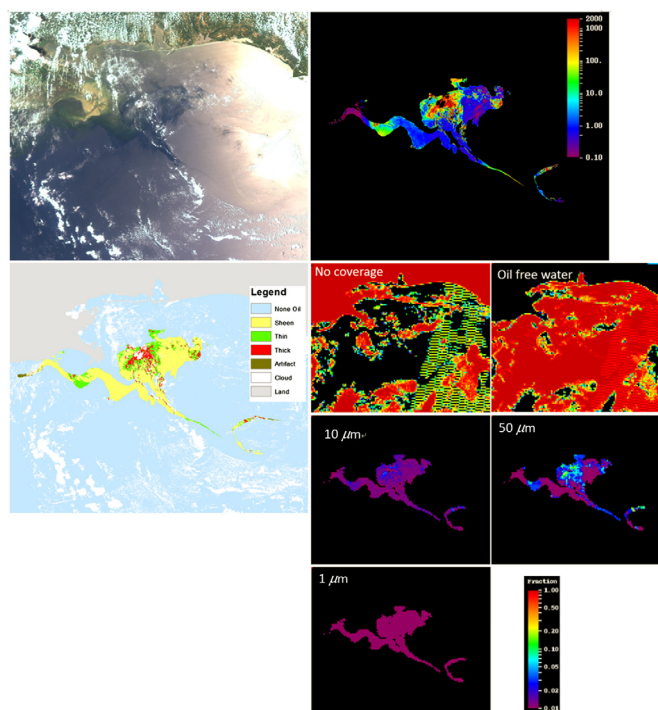 2000
1000
100.0
10.0
1.00
0.10
Legend
None Oil
Sheen
Thin
Thick
Artifact
Cloud
Land
No coverage
Oil free water
10 μm
50 μm
1 μm
Fraction
1.00
0.50
0.20
0.10
0.05
0.02
0.01